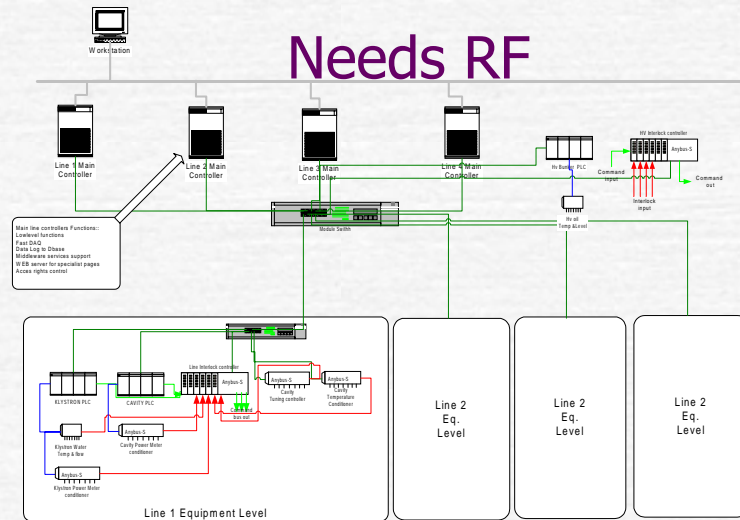 Needs RF
Workstation
Line 1 Main
Controller
Line 2 Main
Controller
Line 3 Main
Controller
Line 4 Main
Controller
Hv Bunker PLC
HV Interlock controller
Anybus-S
Command
input
Interlock
input
Command
out
Hv oil
Temp &Level
Module Swithh
Main line controllers Functions::
Lowlevel functions
Fast DAQ
Data Log to Dbase
Middleware services support
WEB server for specialist pages
Acces rights control
KLYSTRON PLC
CAVITY PLC
Line Interlock controller
Anybus-S
Command
bus out
Anybus-S
Cavity
Tuning controller
Anybus-S
Cavity
Temperature
Conditioner
Klystron Water
Temp & flow
Anybus-S
Cavity Power Meter
conditioner
Anybus-S
Klystron Power Meter
conditioner
Line 1 Equipment Level
Line 2
Eq.
Level
Line 2
Eq.
Level
Line 2
Eq.
Level